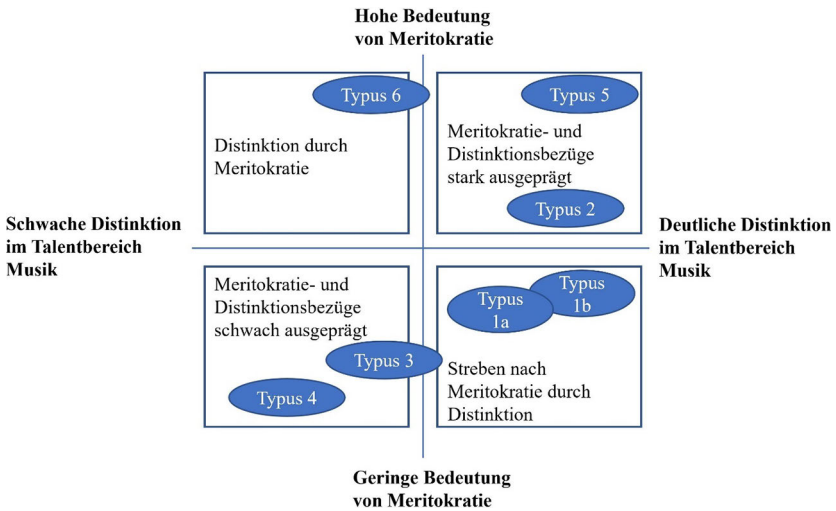 Hohe Bedeutung
von Meritokratie
Typus 6
Distinktion durch
Meritokratie
Typus 5
Meritokratie- und
Distinktionsbezüge
stark ausgeprägt
Typus 2
Schwache Distinktion
im Talentbereich
Musik
Deutliche Distinktion
im Talentbereich
Musik
Meritokratie- und
Distinktionsbezüge
schwach ausgeprägt
Typus 3
Typus 4
Typus
1a
Typus
1b
Streben nach
Meritokratie durch
Distinktion
Geringe Bedeutung
von Meritokratie